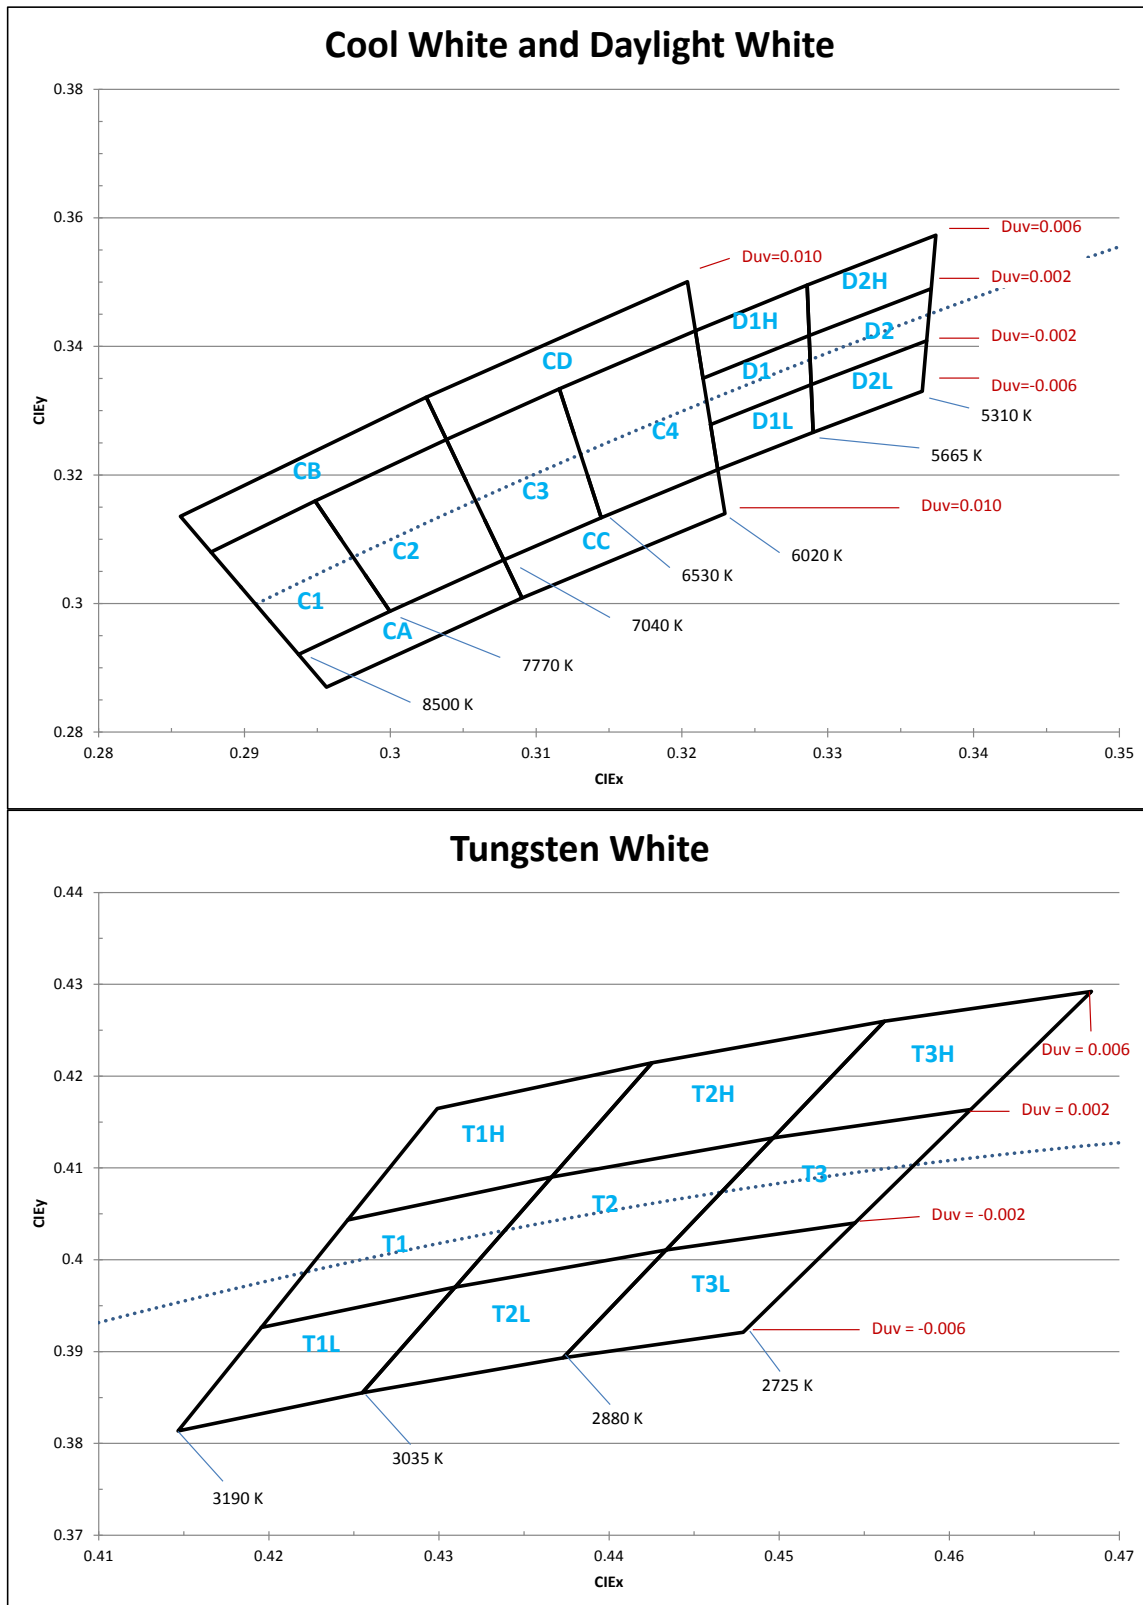 Cool White and Daylight White
0.38
0.36
0.34
0.32
0.3
0.28
CIEy
Duv=0.006
Duv=0.010
Duv=0.002
D2H
D1H
D2
Duv=-0.002
CD
D1
D2L
Duv=-0.006
5310 K
D1L
C4
5665 K
CB
C3
Duv=0.010
CC
6020 K
C2
6530 K
C1
7040 K
CA
7770 K
8500 K
0.28
0.29
0.3
0.31
0.32
0.33
0.34
0.35
CIEx
Tungsten White
0.44
0.43
0.42
0.41
0.4
0.39
0.38
0.37
CIEy
T3H
Duv = 0.006
T2H
Duv = 0.002
T1H
T3
T2
Duv = -0.002
T1
T3L
T2L
Duv = -0.006
T1L
2725 K
2880 K
3035 K
3190 K
0.41
0.42
0.43
0.44
0.45
0.46
0.47
CIEx